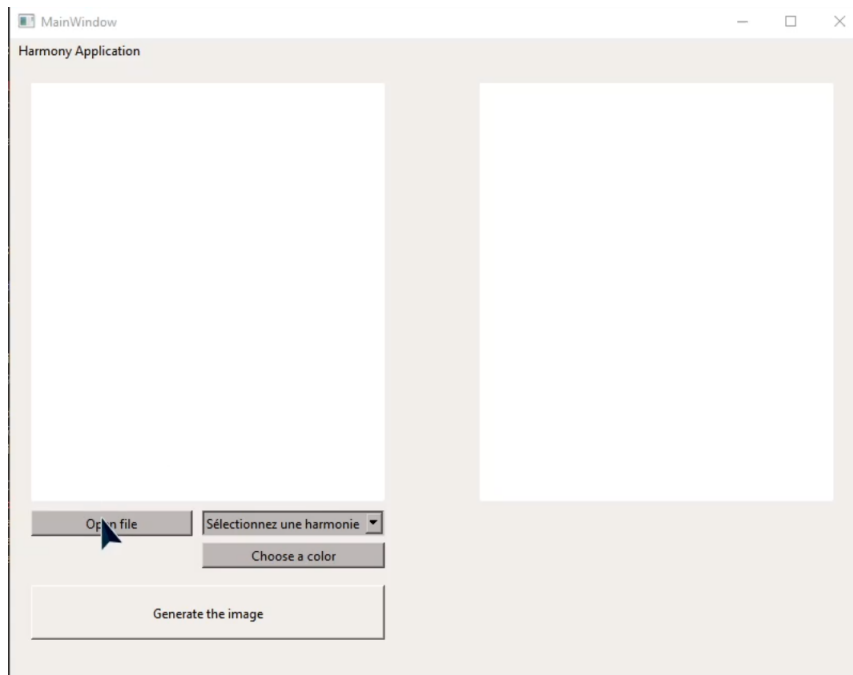 MainWindow
Harmony Application
Open file
Sélectionnez une harmonie
Choose a color
Generate the image